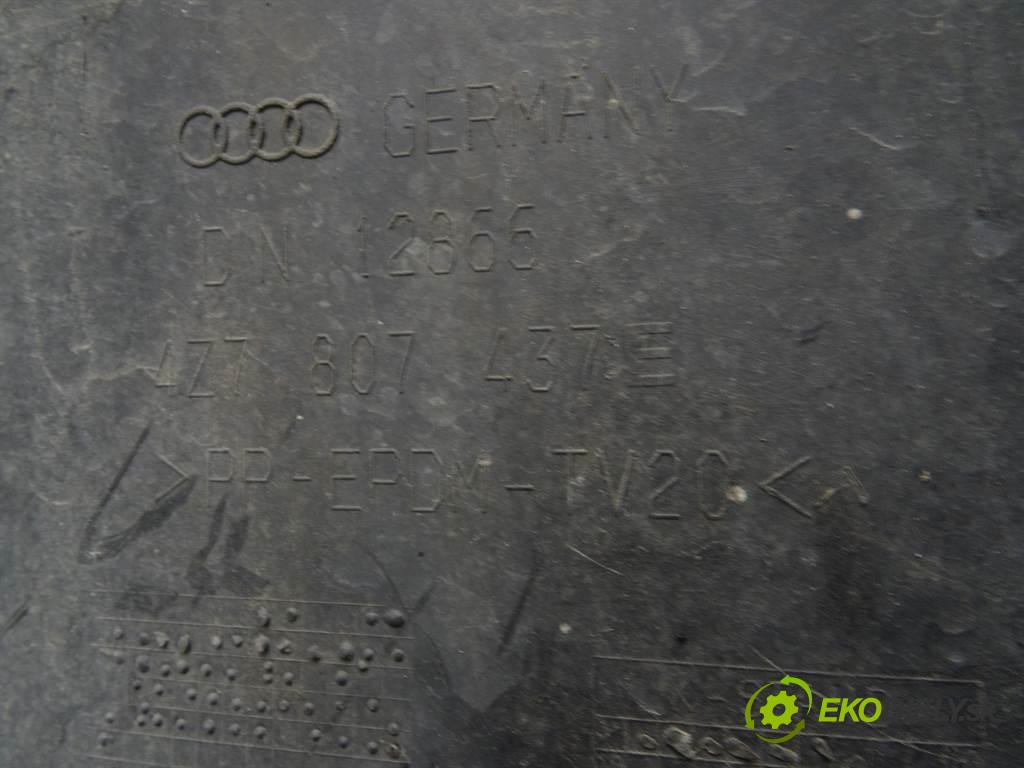 GERMANY
DN 12866
4Z7 807 437 E
>PP-EPDM-TV20<
EKO